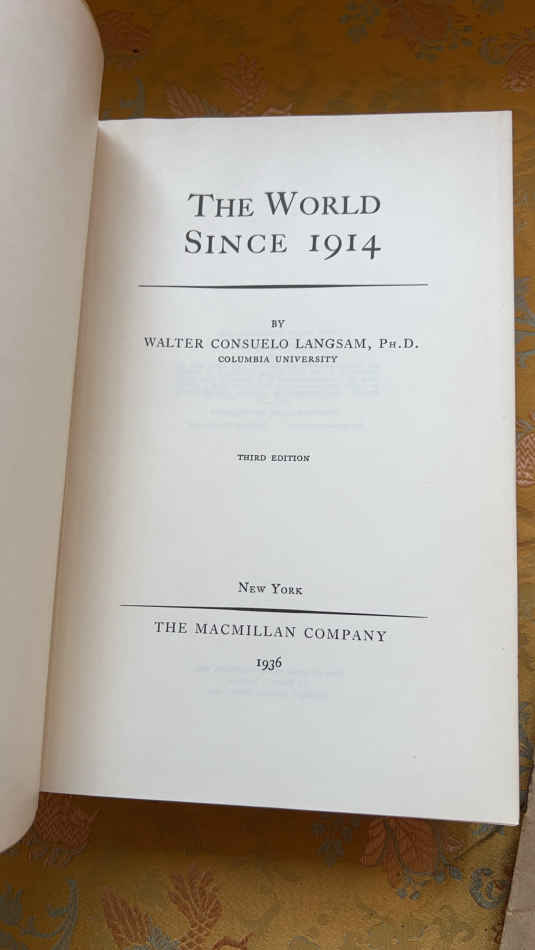 THE WORLD
SINCE 1914
BY
WALTER CONSUELO LANGSAM, PH.D.
COLUMBIA UNIVERSITY
THIRD EDITION
NEW YORK
THE MACMILLAN COMPANY
1936